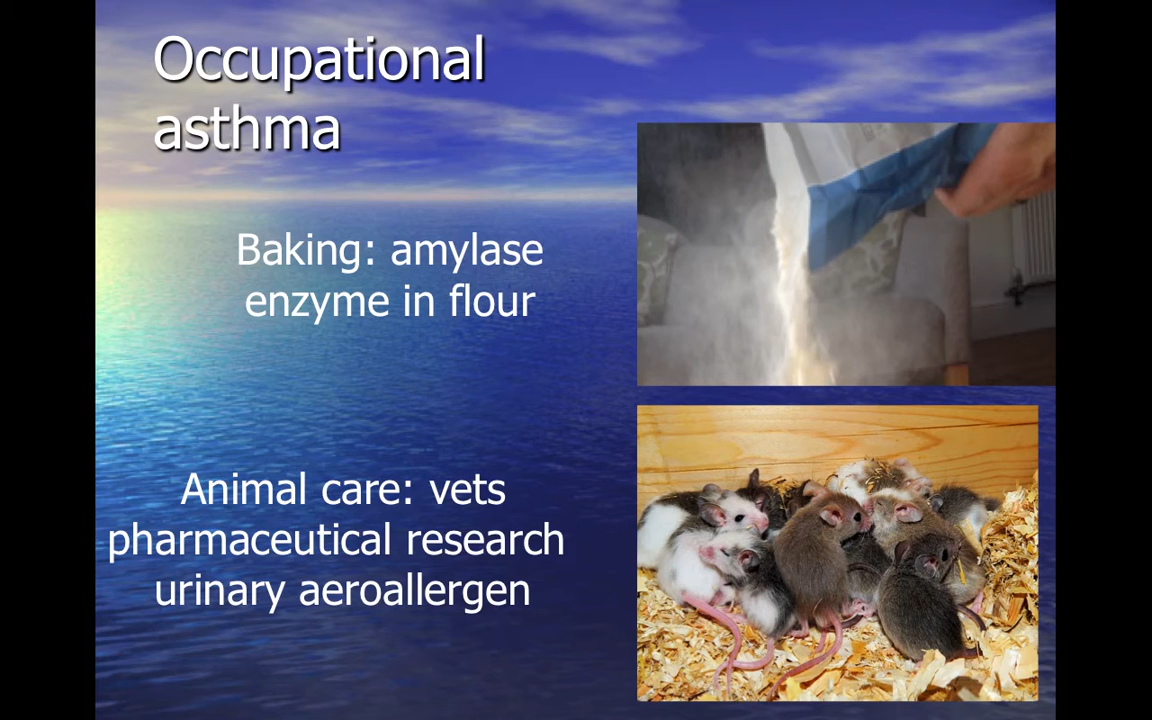 Occupational
asthma
Baking: amylase
enzyme in flour
Animal care: vets
pharmaceutical research
urinary aeroallergen